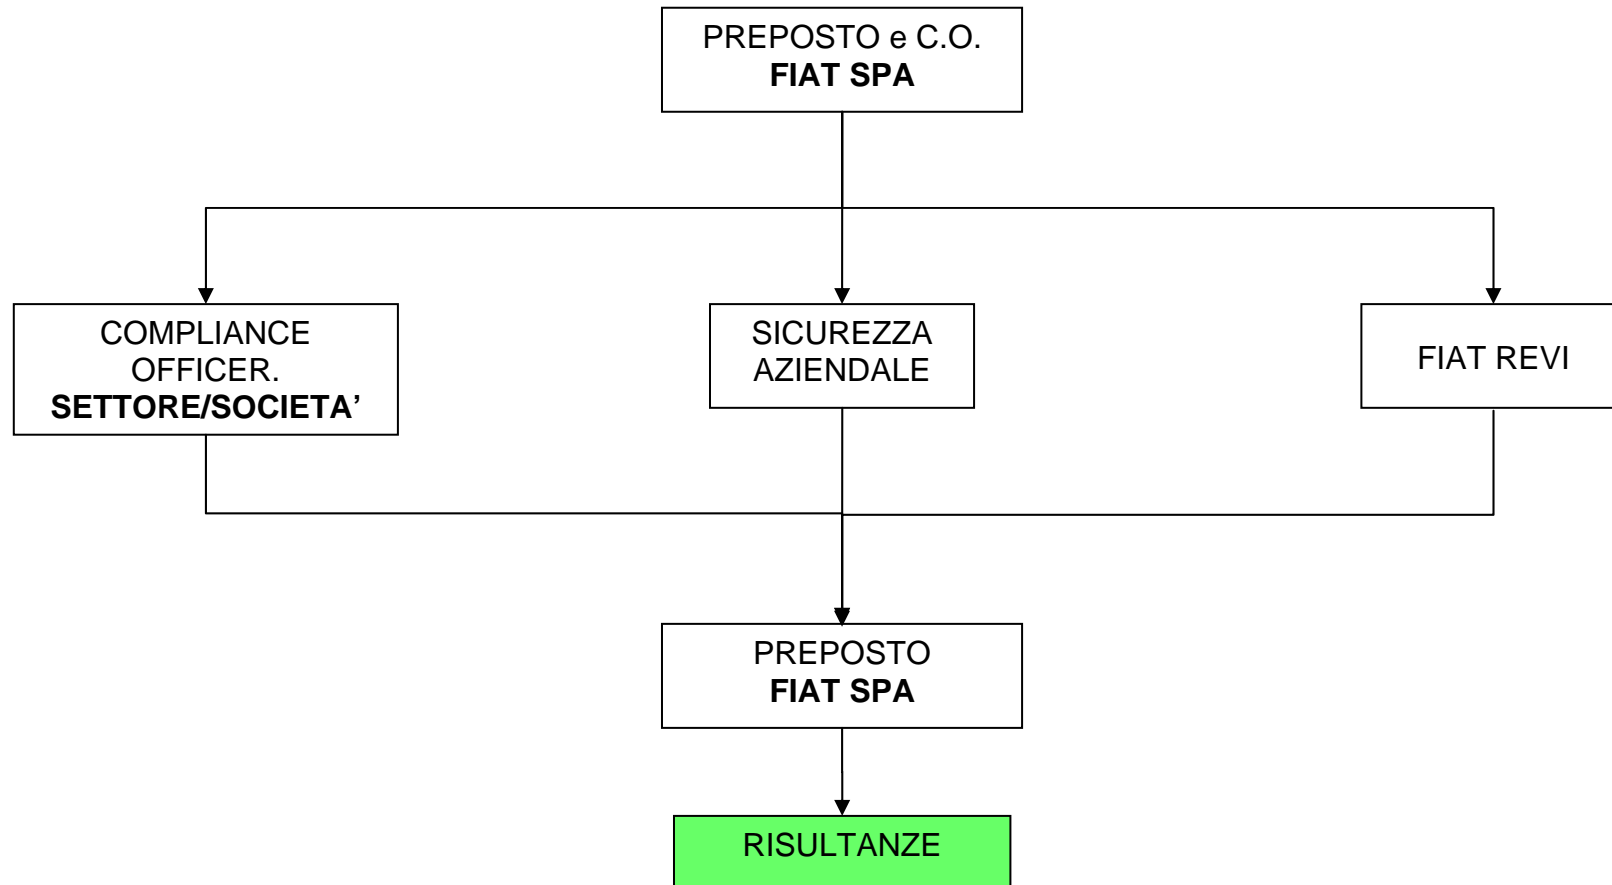 PREPOSTO e C.O.
FIAT SPA
COMPLIANCE
OFFICER.
SETTORE/SOCIETA’
SICUREZZA
AZIENDALE
FIAT REVI
PREPOSTO
FIAT SPA
RISULTANZE